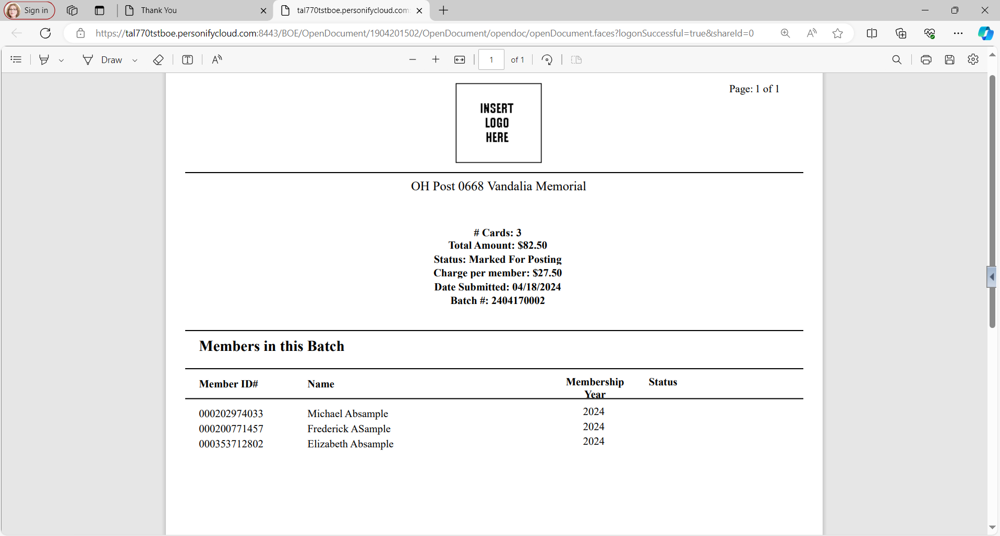 Sign in
Thank You
tal770tstboe.personifycloud.com:
https://tal770tstboe.personifycloud.com:8443/BOE/OpenDocument/1904201502/OpenDocument/opendoc/openDocument.faces?logonSuccessful=true&shareId=0
Draw
1 of 1
Page: 1 of 1
INSERT
LOGO
HERE
OH Post 0668 Vandalia Memorial
# Cards: 3
Total Amount: $82.50
Status: Marked For Posting
Charge per member: $27.50
Date Submitted: 04/18/2024
Batch #: 2404170002
Members in this Batch
Member ID# Name Membership Year Status
000202974033 Michael Absample 2024
000200771457 Frederick ASample 2024
000353712802 Elizabeth Absample 2024